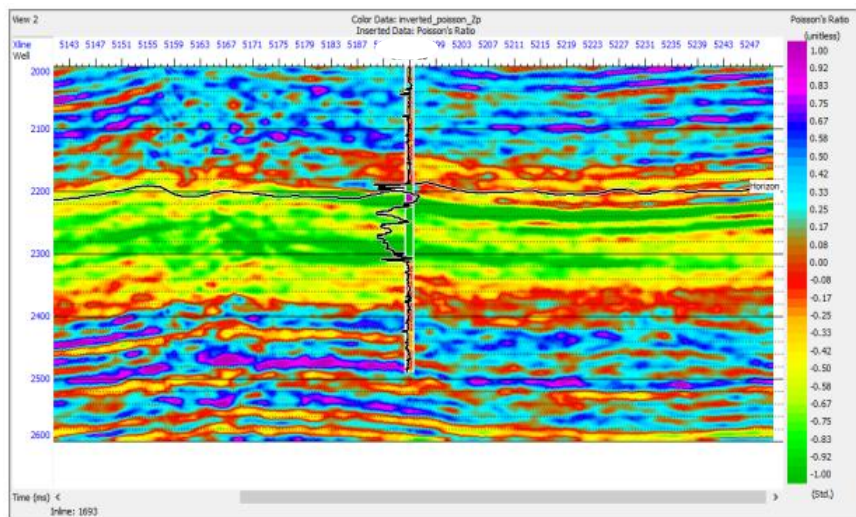 View 2
Color Data: inverted_poisson_Zp
Inserted Data: Poisson's Ratio
Poisson's Ratio
(unitless)
Xline 5143 5147 5151 5155 5159 5163 5167 5171 5175 5179 5183 5187 5203 5207 5211 5215 5219 5223 5227 5231 5235 5239 5243 5247
Well
2000
2100
2200
2300
2400
2500
2600
Horizon
1.00
0.92
0.83
0.75
0.67
0.58
0.50
0.42
0.33
0.25
0.17
0.08
0.00
-0.08
-0.17
-0.25
-0.30
-0.45
-0.52
-0.60
-0.67
-0.75
-0.83
-0.92
-1.00
(Std.)
Time (ms)
Inline: 1693